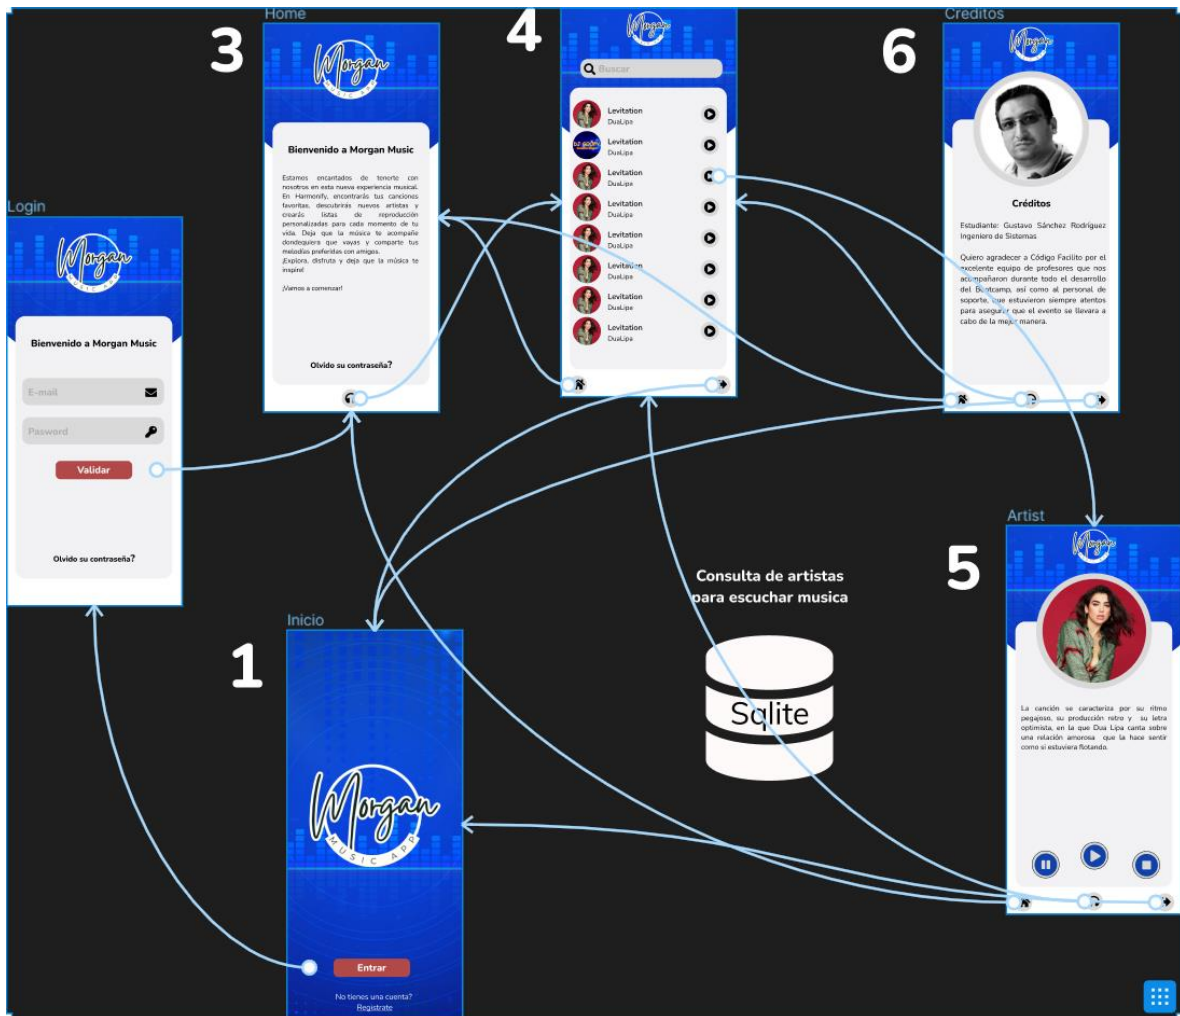 Home
3
Morgan
MUSIC APP
Bienvenido a Morgan Music
Estamos encantados de tenerte con
nosotros en esta nueva experiencia musical.
En Harmonify, encontrarás tus canciones
favoritas, descubrirás nuevos artistas y
crearás listas de reproducción
personalizadas para cada momento de tu
vida. Deja que la música te acompañe
dondequiera que vayas y comparte tus
melodías preferidas con amigos.
¡Explora, disfruta y deja que la música te
inspire!
¡Vamos a comenzar!
Olvido su contraseña?
4
Morgan
Buscar
Levitation
DuaLipa
Levitation
DuaLipa
Levitation
DuaLipa
Levitation
DuaLipa
Levitation
DuaLipa
Levitation
DuaLipa
Levitation
DuaLipa
Levitation
DuaLipa
Creditos
6
Morgan
Créditos
Estudiante: Gustavo Sánchez Rodríguez
Ingeniero de Sistemas
Quiero agradecer a Código Facilito por el
excelente equipo de profesores que nos
acompañaron durante todo el desarrollo
del Bootcamp, así como al personal de
soporte, que estuvieron siempre atentos
para asegurar que el evento se llevara a
cabo de la mejor manera.
Login
Morgan
MUSIC APP
Bienvenido a Morgan Music
E-mail
Pasword
Validar
Olvido su contraseña?
Inicio
1
Morgan
MUSIC APP
Entrar
No tienes una cuenta?
Registrate
Consulta de artistas
para escuchar musica
Sqlite
Artist
5
Morgan
La canción se caracteriza por su ritmo
pegajoso, su producción retro y su letra
optimista, en la que Dua Lipa canta sobre
una relación amorosa que la hace sentir
como si estuviera flotando.